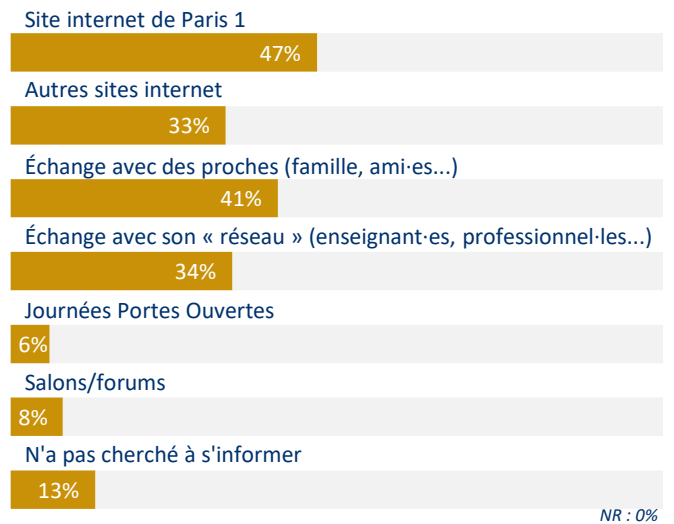 Site internet de Paris 1
47%
Autres sites internet
33%
Échange avec des proches (famille, ami·es...)
41%
Échange avec son « réseau » (enseignant·es, professionnel·les...)
34%
Journées Portes Ouvertes
6%
Salons/forums
8%
N'a pas cherché à s'informer
13%
NR : 0%